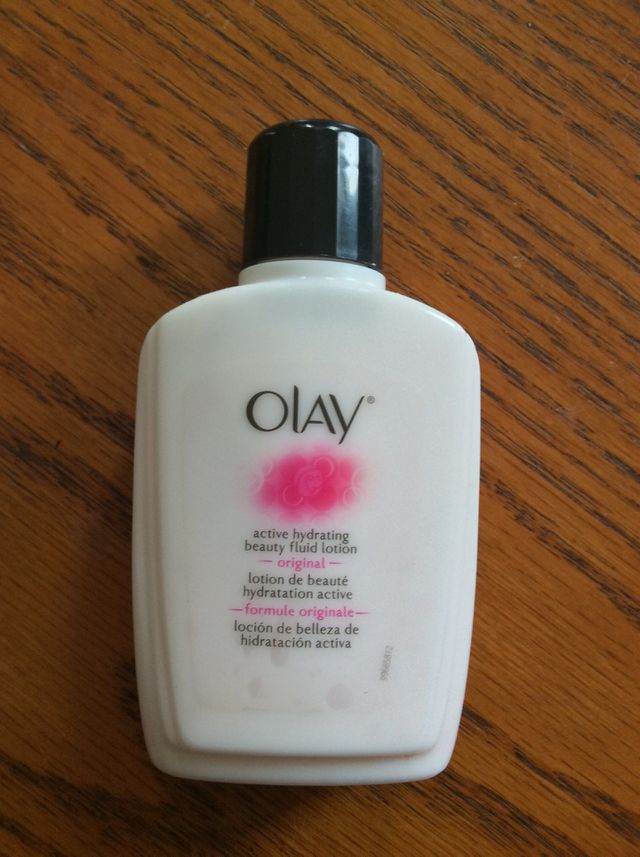 OLAY®
active hydrating
beauty fluid lotion
original
lotion de beauté
hydratation active
formule originale
loción de belleza de
hidratación activa